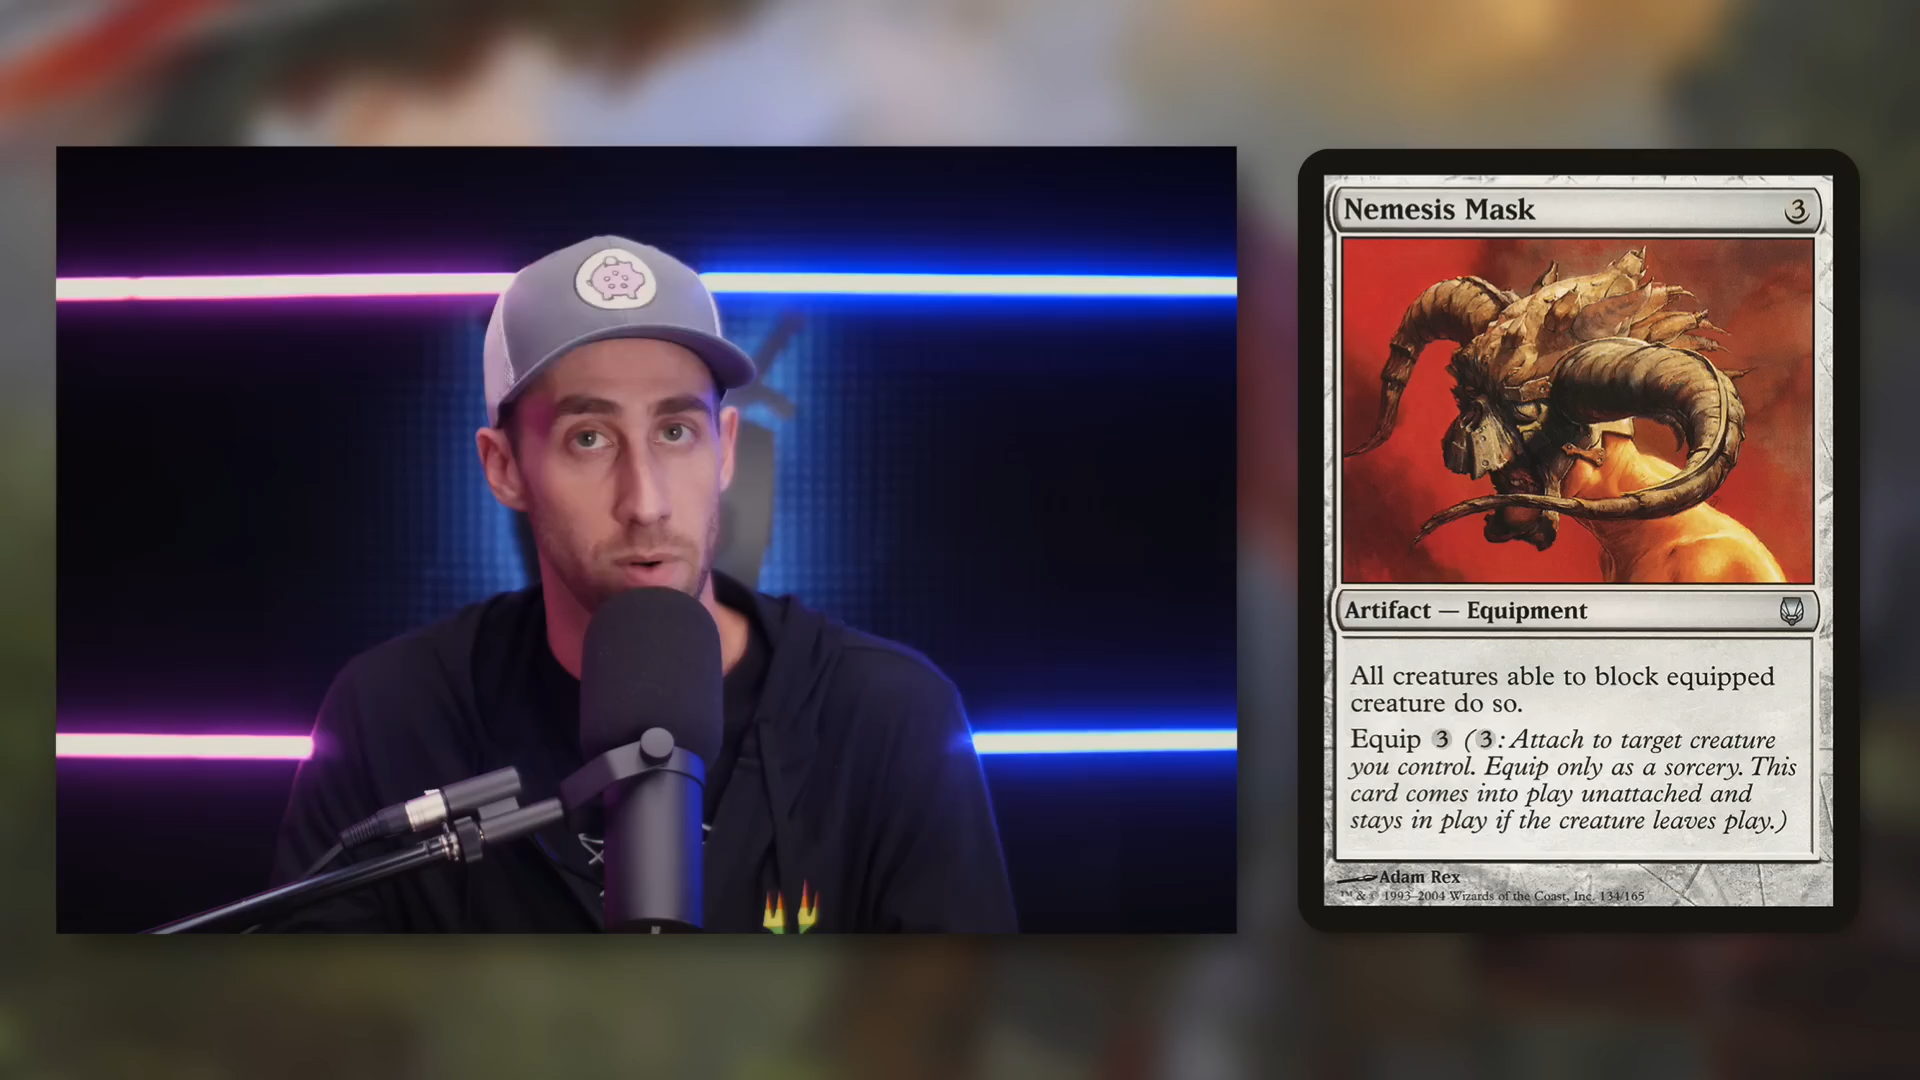 Nemesis Mask 3
Artifact — Equipment
All creatures able to block equipped
creature do so.
Equip 3 (3: Attach to target creature
you control. Equip only as a sorcery. This
card comes into play unattached and
stays in play if the creature leaves play.)
Adam Rex
™ & © 1993–2004 Wizards of the Coast, Inc. 134/165